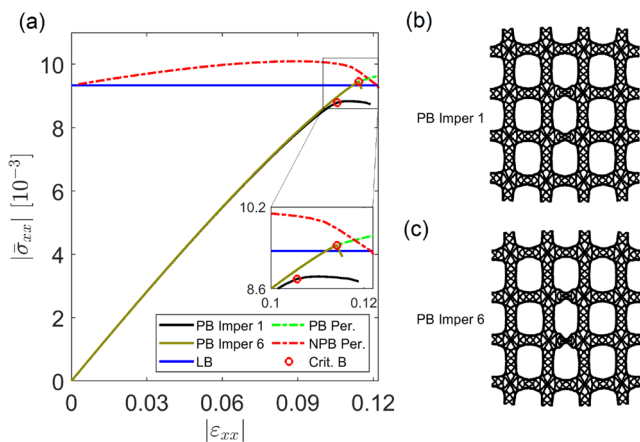 (a)
|σ̄xx| [10⁻³]
10
8
6
4
2
0
0 0.03 0.06 0.09 0.12
|εxx|
10.2
8.6
0.1 0.12
PB Imper 1
PB Imper 6
LB
PB Per.
NPB Per.
Crit. B
(b)
PB Imper 1
(c)
PB Imper 6